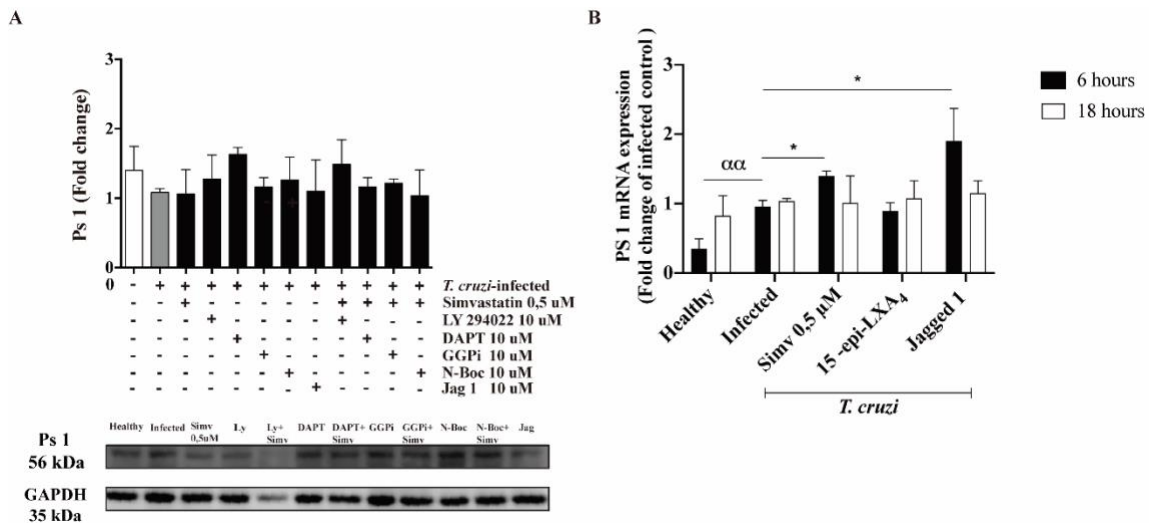 A
Ps 1 (Fold change)
3
2
1
0
0
- + + + + + + + + + + + T. cruzi-infected
- - + - - - - - + + + + Simvastatin 0,5 uM
- - - + - - - - + - - - LY 294022 10 uM
- - - - + - - - - + - - DAPT 10 uM
- - - - - + - - - - + - GGPi 10 uM
- - - - - - + - - - - + N-Boc 10 uM
- - - - - - - + - - - - Jag 1 10 uM
Healthy Infected Simv 0,5uM Ly Ly+ Simv DAPT DAPT+ Simv GGPi GGPi+ Simv N-Boc N-Boc+ Simv Jag
Ps 1
56 kDa
GAPDH
35 kDa
B
PS 1 mRNA expression
(Fold change of infected control)
3
2
1
0
αα
*
*
6 hours
18 hours
Healthy
Infected
Simv 0,5 µM
15 -epi-LXA₄
Jagged 1
T. cruzi